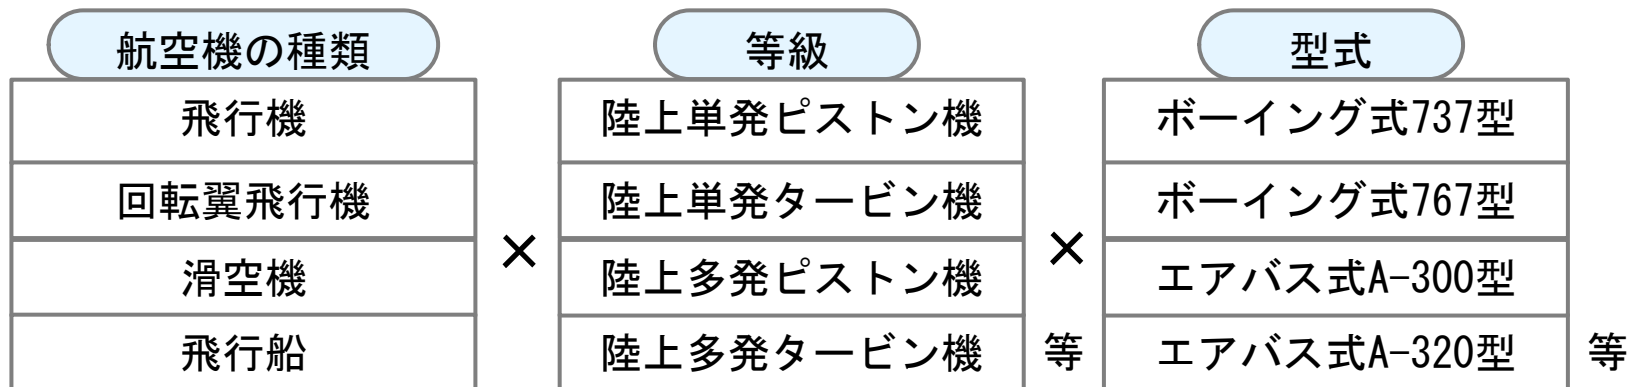 航空機の種類
飛行機
回転翼飛行機
滑空機
飛行船
×
等級
陸上単発ピストン機
陸上単発タービン機
陸上多発ピストン機
陸上多発タービン機
等
×
型式
ボーイング式737型
ボーイング式767型
エアバス式A-300型
エアバス式A-320型
等